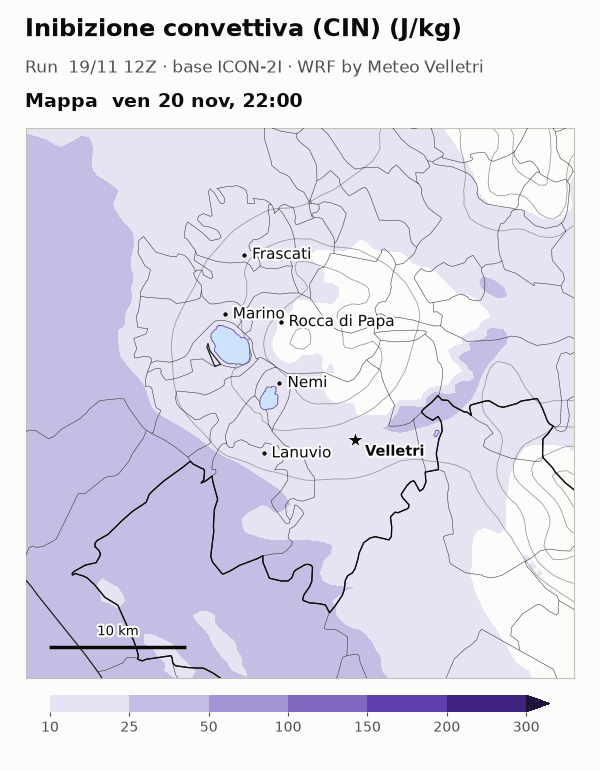 Inibizione convettiva (CIN) (J/kg)
Run  19/11 12Z · base ICON-2I · WRF by Meteo Velletri
Mappa  ven 20 nov, 22:00
Frascati
Marino
Rocca di Papa
Nemi
Lanuvio
Velletri
10 km
10 25 50 100 150 200 300